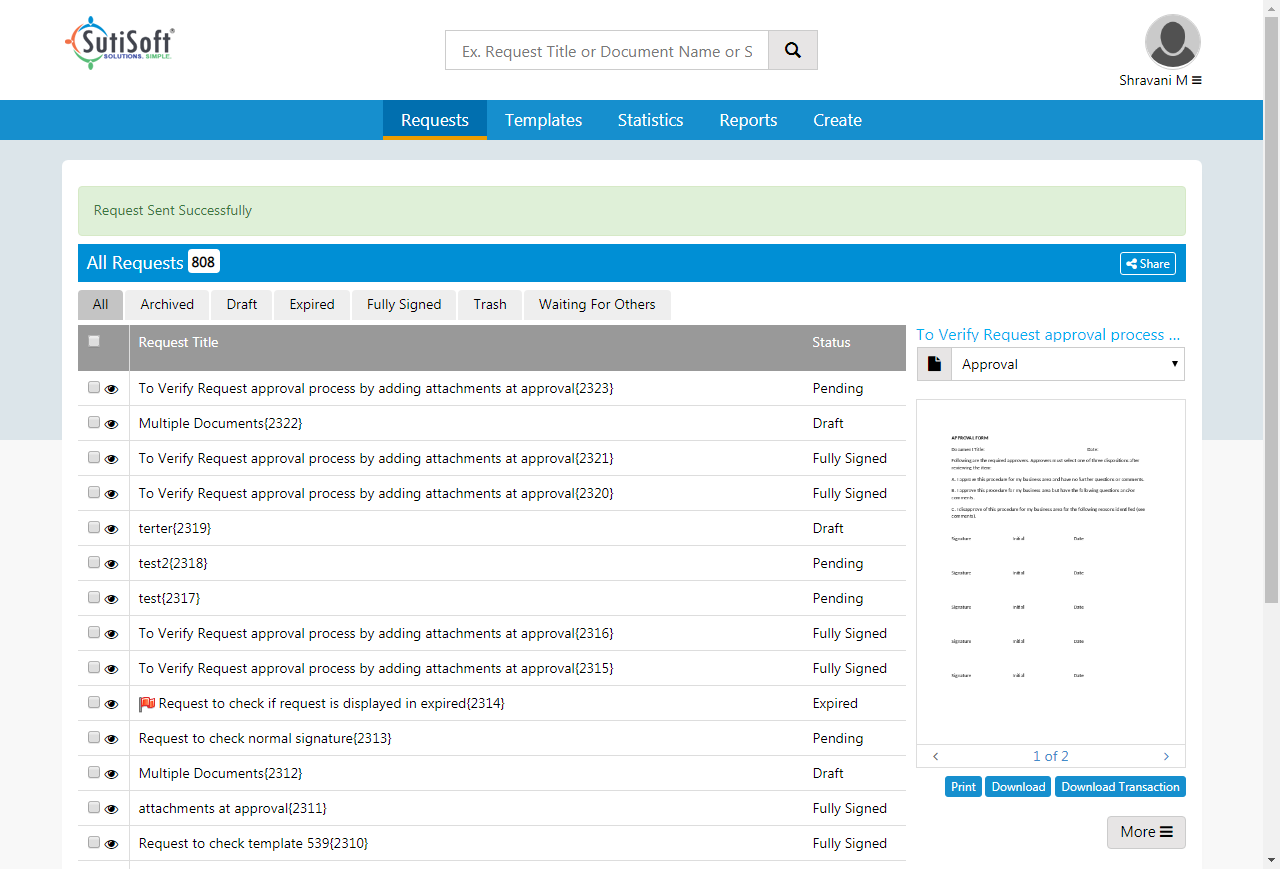 SutiSoft®
SOLUTIONS. SIMPLE.
Ex. Request Title or Document Name or S
Shravani M
Requests Templates Statistics Reports Create
Request Sent Successfully
All Requests 808
Share
All Archived Draft Expired Fully Signed Trash Waiting For Others
Request Title Status
To Verify Request approval process by adding attachments at approval{2323} Pending
Multiple Documents{2322} Draft
To Verify Request approval process by adding attachments at approval{2321} Fully Signed
To Verify Request approval process by adding attachments at approval{2320} Fully Signed
terter{2319} Draft
test2{2318} Pending
test{2317} Pending
To Verify Request approval process by adding attachments at approval{2316} Fully Signed
To Verify Request approval process by adding attachments at approval{2315} Fully Signed
Request to check if request is displayed in expired{2314} Expired
Request to check normal signature{2313} Pending
Multiple Documents{2312} Draft
attachments at approval{2311} Fully Signed
Request to check template 539{2310} Fully Signed
To Verify Request approval process ...
Approval
APPROVAL FORM
Document Title: Date:
Following are the required approvers. Approvers must select one of three dispositions after
reviewing the item:
A. I approve this procedure for my business area and have no further questions or comments.
B. I approve this procedure for my business area but have the following questions and/or
comments.
C. I disapprove of this procedure for my business area for the following reasons identified (see
comments).
Signature Initial Date
Signature Initial Date
Signature Initial Date
Signature Initial Date
Signature Initial Date
1 of 2
Print Download Download Transaction
More